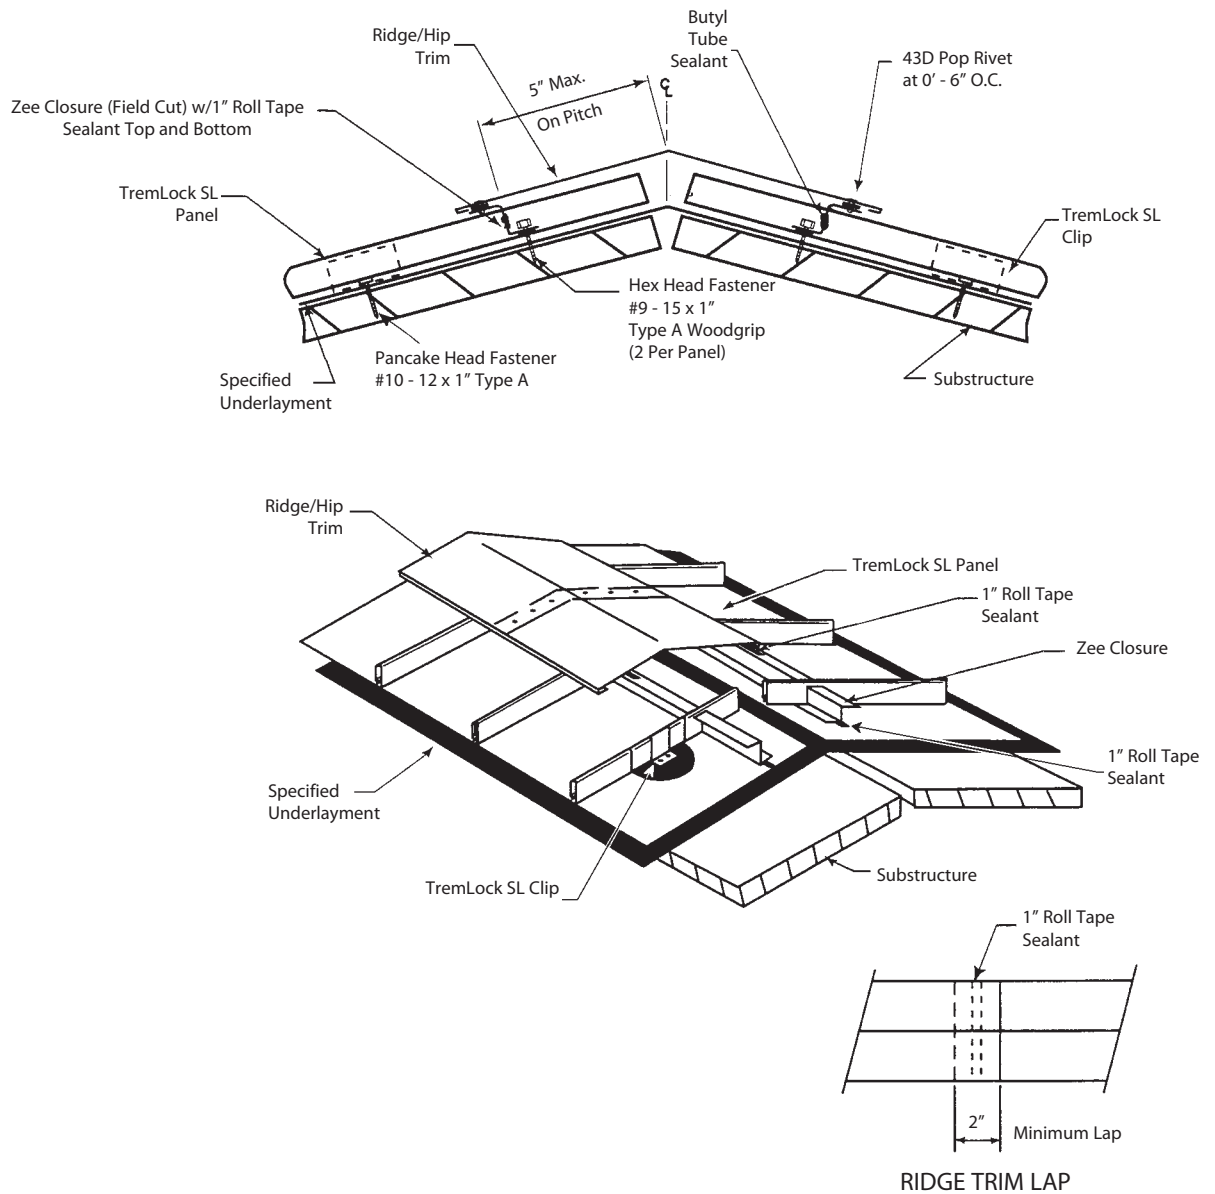 Ridge/Hip
Trim
Butyl
Tube
Sealant
43D Pop Rivet
at 0' - 6” O.C.
5” Max.
On Pitch
℄
Zee Closure (Field Cut) w/1” Roll Tape
Sealant Top and Bottom
TremLock SL
Panel
TremLock SL
Clip
Hex Head Fastener
#9 - 15 x 1”
Type A Woodgrip
(2 Per Panel)
Pancake Head Fastener
#10 - 12 x 1” Type A
Specified
Underlayment
Substructure
Ridge/Hip
Trim
TremLock SL Panel
1” Roll Tape
Sealant
Zee Closure
1” Roll Tape
Sealant
Specified
Underlayment
TremLock SL Clip
Substructure
1” Roll Tape
Sealant
2”
Minimum Lap
RIDGE TRIM LAP